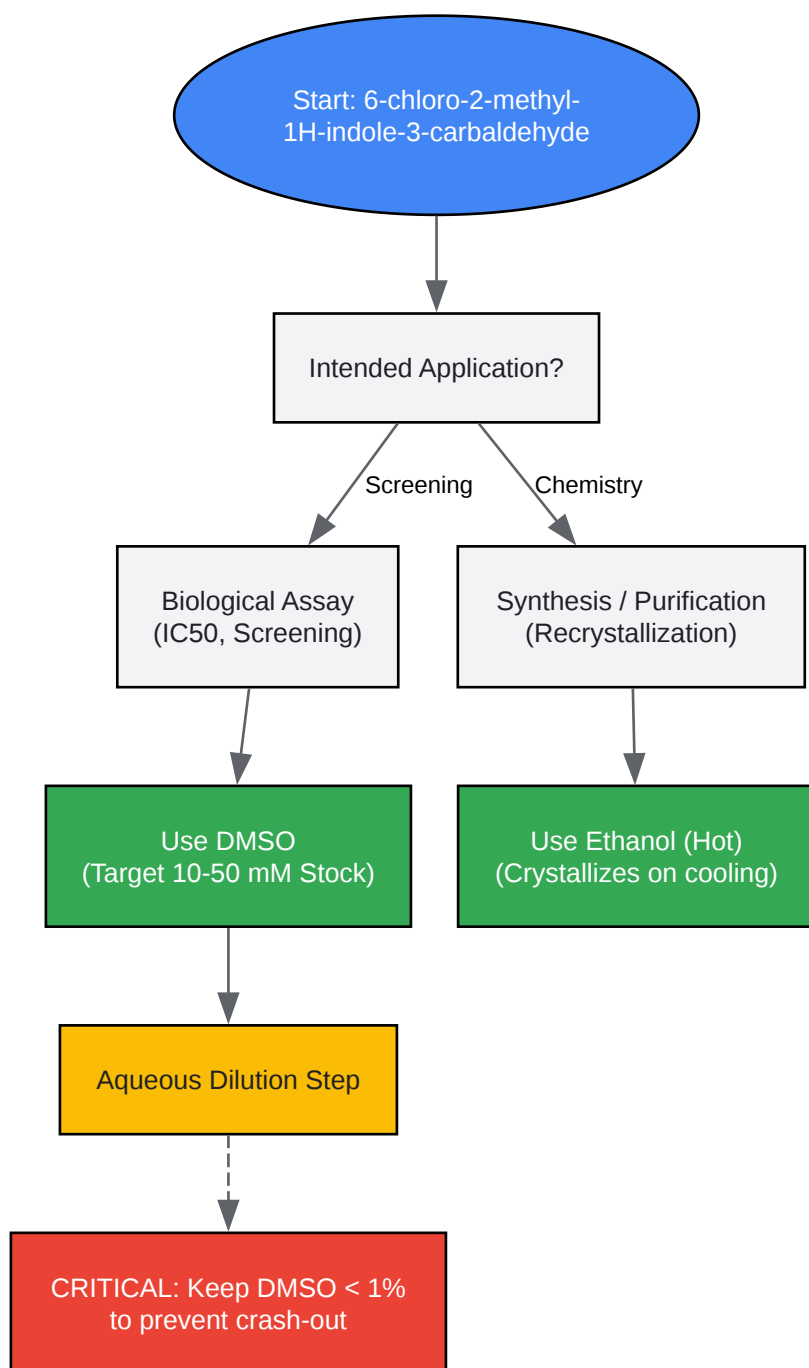 Start: 6-chloro-2-methyl-
1H-indole-3-carbaldehyde
Intended Application?
Screening
Chemistry
Biological Assay
(IC50, Screening)
Synthesis / Purification
(Recrystallization)
Use DMSO
(Target 10-50 mM Stock)
Use Ethanol (Hot)
(Crystallizes on cooling)
Aqueous Dilution Step
CRITICAL: Keep DMSO < 1%
to prevent crash-out